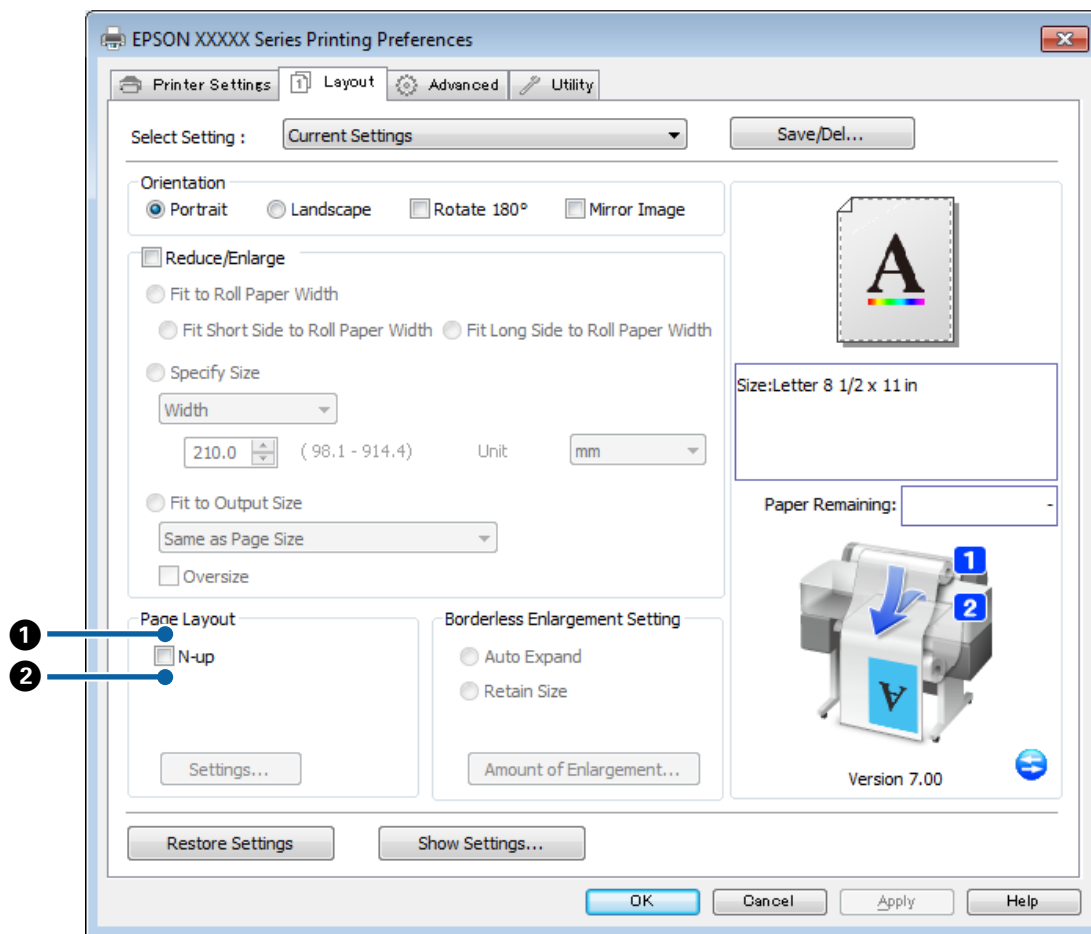 EPSON XXXXX Series Printing Preferences
Printer Settings 1 Layout Advanced Utility
Select Setting : Current Settings Save/Del...
Orientation
Portrait Landscape Rotate 180° Mirror Image
A
Reduce/Enlarge
Fit to Roll Paper Width
Fit Short Side to Roll Paper Width Fit Long Side to Roll Paper Width
Specify Size
Size:Letter 8 1/2 x 11 in
Width
210.0 ( 98.1 - 914.4) Unit mm
Fit to Output Size
Paper Remaining: -
Same as Page Size
Oversize
1
2
A
1 Page Layout
N-up
2
Settings...
Borderless Enlargement Setting
Auto Expand
Retain Size
Amount of Enlargement...
Version 7.00
Restore Settings Show Settings...
OK Cancel Apply Help